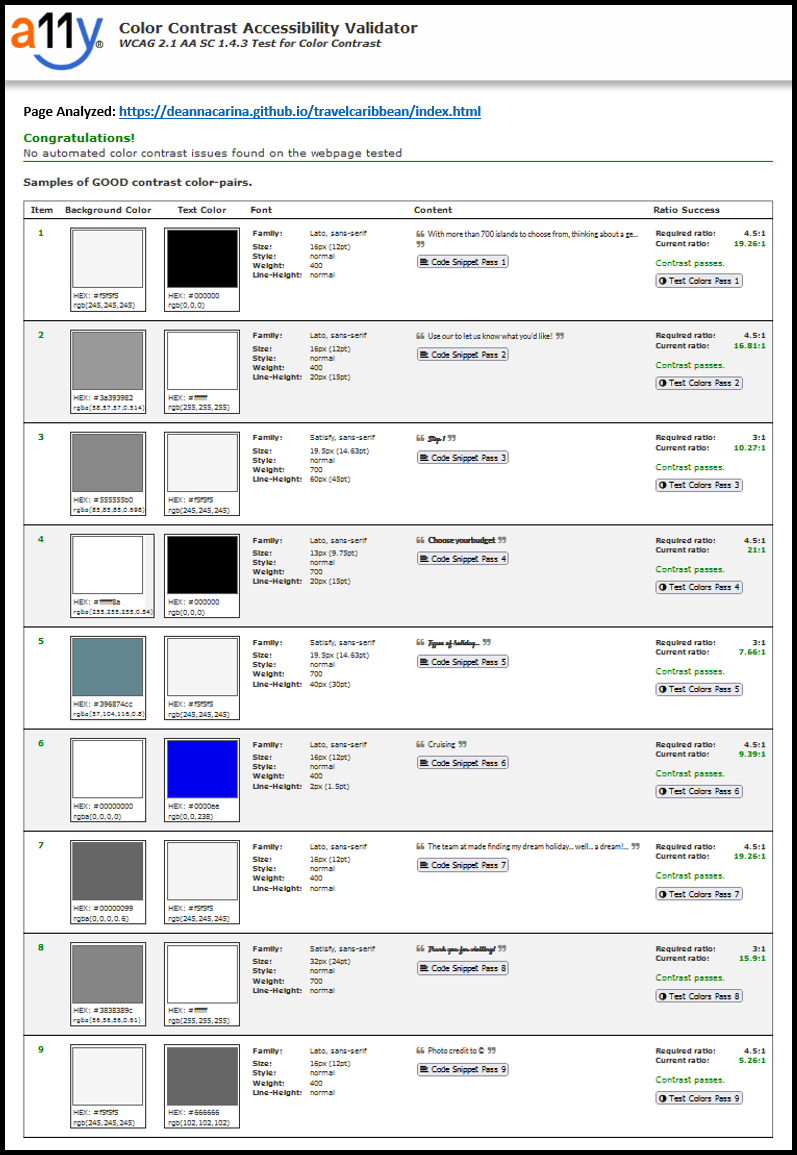 a11y®
Color Contrast Accessibility Validator
WCAG 2.1 AA SC 1.4.3 Test for Color Contrast
Page Analyzed: https://deannacarina.github.io/travelcaribbean/index.html
Congratulations!
No automated color contrast issues found on the webpage tested
Samples of GOOD contrast color-pairs.
Item Background Color Text Color Font Content Ratio Success
1
HEX: #f5f5f5
rgb(245,245,245)
HEX: #000000
rgb(0,0,0)
Family: Lato, sans-serif
Size: 16px (12pt)
Style: normal
Weight: 400
Line-Height: normal
❝ With more than 700 islands to choose from, thinking about a ge...
❞
Code Snippet Pass 1
Required ratio: 4.5:1
Current ratio: 19.26:1
Contrast passes.
Test Colors Pass 1
2
HEX: #3a393982
rgba(58,57,57,0.514)
HEX: #ffffff
rgb(255,255,255)
Family: Lato, sans-serif
Size: 16px (12pt)
Style: normal
Weight: 400
Line-Height: 20px (15pt)
❝ Use our to let us know what you'd like! ❞
Code Snippet Pass 2
Required ratio: 4.5:1
Current ratio: 16.81:1
Contrast passes.
Test Colors Pass 2
3
HEX: #555555b0
rgba(85,85,85,0.698)
HEX: #f5f5f5
rgb(245,245,245)
Family: Satisfy, sans-serif
Size: 19.5px (14.63pt)
Style: normal
Weight: 700
Line-Height: 60px (45pt)
❝ Step 1 ❞
Code Snippet Pass 3
Required ratio: 3:1
Current ratio: 10.27:1
Contrast passes.
Test Colors Pass 3
4
HEX: #ffffff8a
rgba(255,255,255,0.54)
HEX: #000000
rgb(0,0,0)
Family: Lato, sans-serif
Size: 13px (9.75pt)
Style: normal
Weight: 700
Line-Height: 20px (15pt)
❝ Choose your budget ❞
Code Snippet Pass 4
Required ratio: 4.5:1
Current ratio: 21:1
Contrast passes.
Test Colors Pass 4
5
HEX: #396874cc
rgba(57,104,116,0.8)
HEX: #f5f5f5
rgb(245,245,245)
Family: Satisfy, sans-serif
Size: 19.5px (14.63pt)
Style: normal
Weight: 700
Line-Height: 40px (30pt)
❝ Types of holiday... ❞
Code Snippet Pass 5
Required ratio: 3:1
Current ratio: 7.66:1
Contrast passes.
Test Colors Pass 5
6
HEX: #00000000
rgba(0,0,0,0)
HEX: #0000ee
rgb(0,0,238)
Family: Lato, sans-serif
Size: 16px (12pt)
Style: normal
Weight: 400
Line-Height: 2px (1.5pt)
❝ Cruising ❞
Code Snippet Pass 6
Required ratio: 4.5:1
Current ratio: 9.39:1
Contrast passes.
Test Colors Pass 6
7
HEX: #00000099
rgba(0,0,0,0.6)
HEX: #f5f5f5
rgb(245,245,245)
Family: Lato, sans-serif
Size: 16px (12pt)
Style: normal
Weight: 400
Line-Height: normal
❝ The team at made finding my dream holiday... well... a dream!... ❞
Code Snippet Pass 7
Required ratio: 4.5:1
Current ratio: 19.26:1
Contrast passes.
Test Colors Pass 7
8
HEX: #3838389c
rgba(56,56,56,0.61)
HEX: #ffffff
rgb(255,255,255)
Family: Satisfy, sans-serif
Size: 32px (24pt)
Style: normal
Weight: 700
Line-Height: normal
❝ Thank you for visiting! ❞
Code Snippet Pass 8
Required ratio: 3:1
Current ratio: 15.9:1
Contrast passes.
Test Colors Pass 8
9
HEX: #f5f5f5
rgb(245,245,245)
HEX: #666666
rgb(102,102,102)
Family: Lato, sans-serif
Size: 16px (12pt)
Style: normal
Weight: 400
Line-Height: normal
❝ Photo credit to © ❞
Code Snippet Pass 9
Required ratio: 4.5:1
Current ratio: 5.26:1
Contrast passes.
Test Colors Pass 9